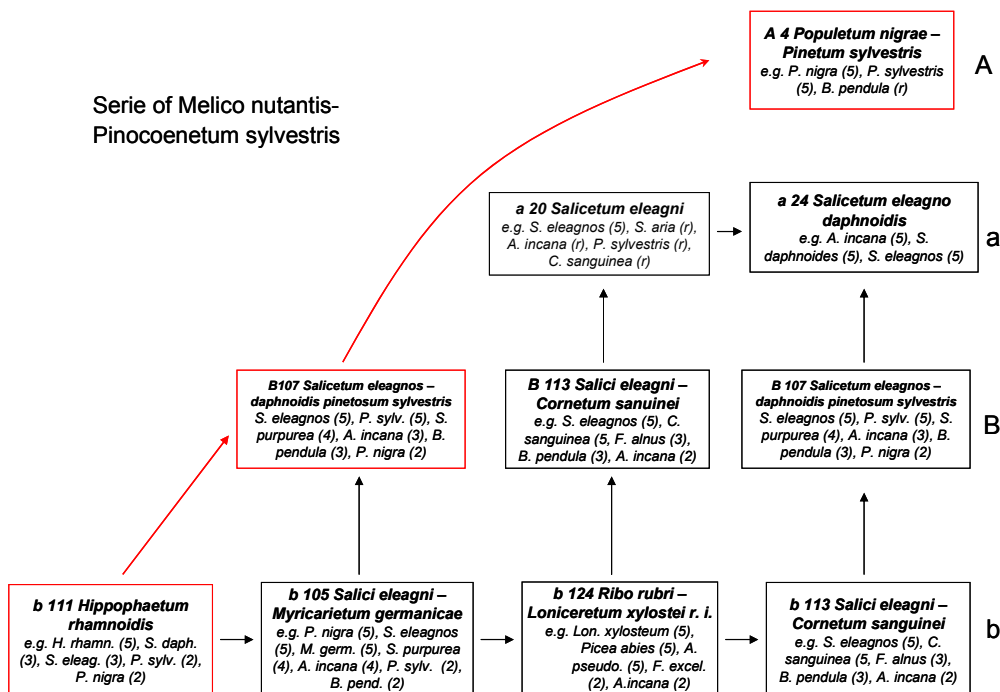 A 4 Populetum nigrae –
Pinetum sylvestris
e.g. P. nigra (5), P. sylvestris
(5), B. pendula (r)
A
Serie of Melico nutantis-
Pinocoenetum sylvestris
a 20 Salicetum eleagni
e.g. S. eleagnos (5), S. aria (r),
A. incana (r), P. sylvestris (r),
C. sanguinea (r)
a 24 Salicetum eleagno
daphnoidis
e.g. A. incana (5), S.
daphnoides (5), S. eleagnos (5)
a
B107 Salicetum eleagnos –
daphnoidis pinetosum sylvestris
S. eleagnos (5), P. sylv. (5), S.
purpurea (4), A. incana (3), B.
pendula (3), P. nigra (2)
B 113 Salici eleagni –
Cornetum sanuinei
e.g. S. eleagnos (5), C.
sanguinea (5, F. alnus (3),
B. pendula (3), A. incana (2)
B 107 Salicetum eleagnos –
daphnoidis pinetosum sylvestris
S. eleagnos (5), P. sylv. (5), S.
purpurea (4), A. incana (3), B.
pendula (3), P. nigra (2)
B
b 111 Hippophaetum
rhamnoidis
e.g. H. rhamn. (5), S. daph.
(3), S. eleag. (3), P. sylv. (2),
P. nigra (2)
b 105 Salici eleagni –
Myricarietum germanicae
e.g. P. nigra (5), S. eleagnos
(5), M. germ. (5), S. purpurea
(4), A. incana (4), P. sylv. (2),
B. pend. (2)
b 124 Ribo rubri –
Loniceretum xylostei r. i.
e.g. Lon. xylosteum (5),
Picea abies (5), A.
pseudo. (5), F. excel.
(2), A.incana (2)
b 113 Salici eleagni –
Cornetum sanguinei
e.g. S. eleagnos (5), C.
sanguinea (5, F. alnus (3),
B. pendula (3), A. incana (2)
b